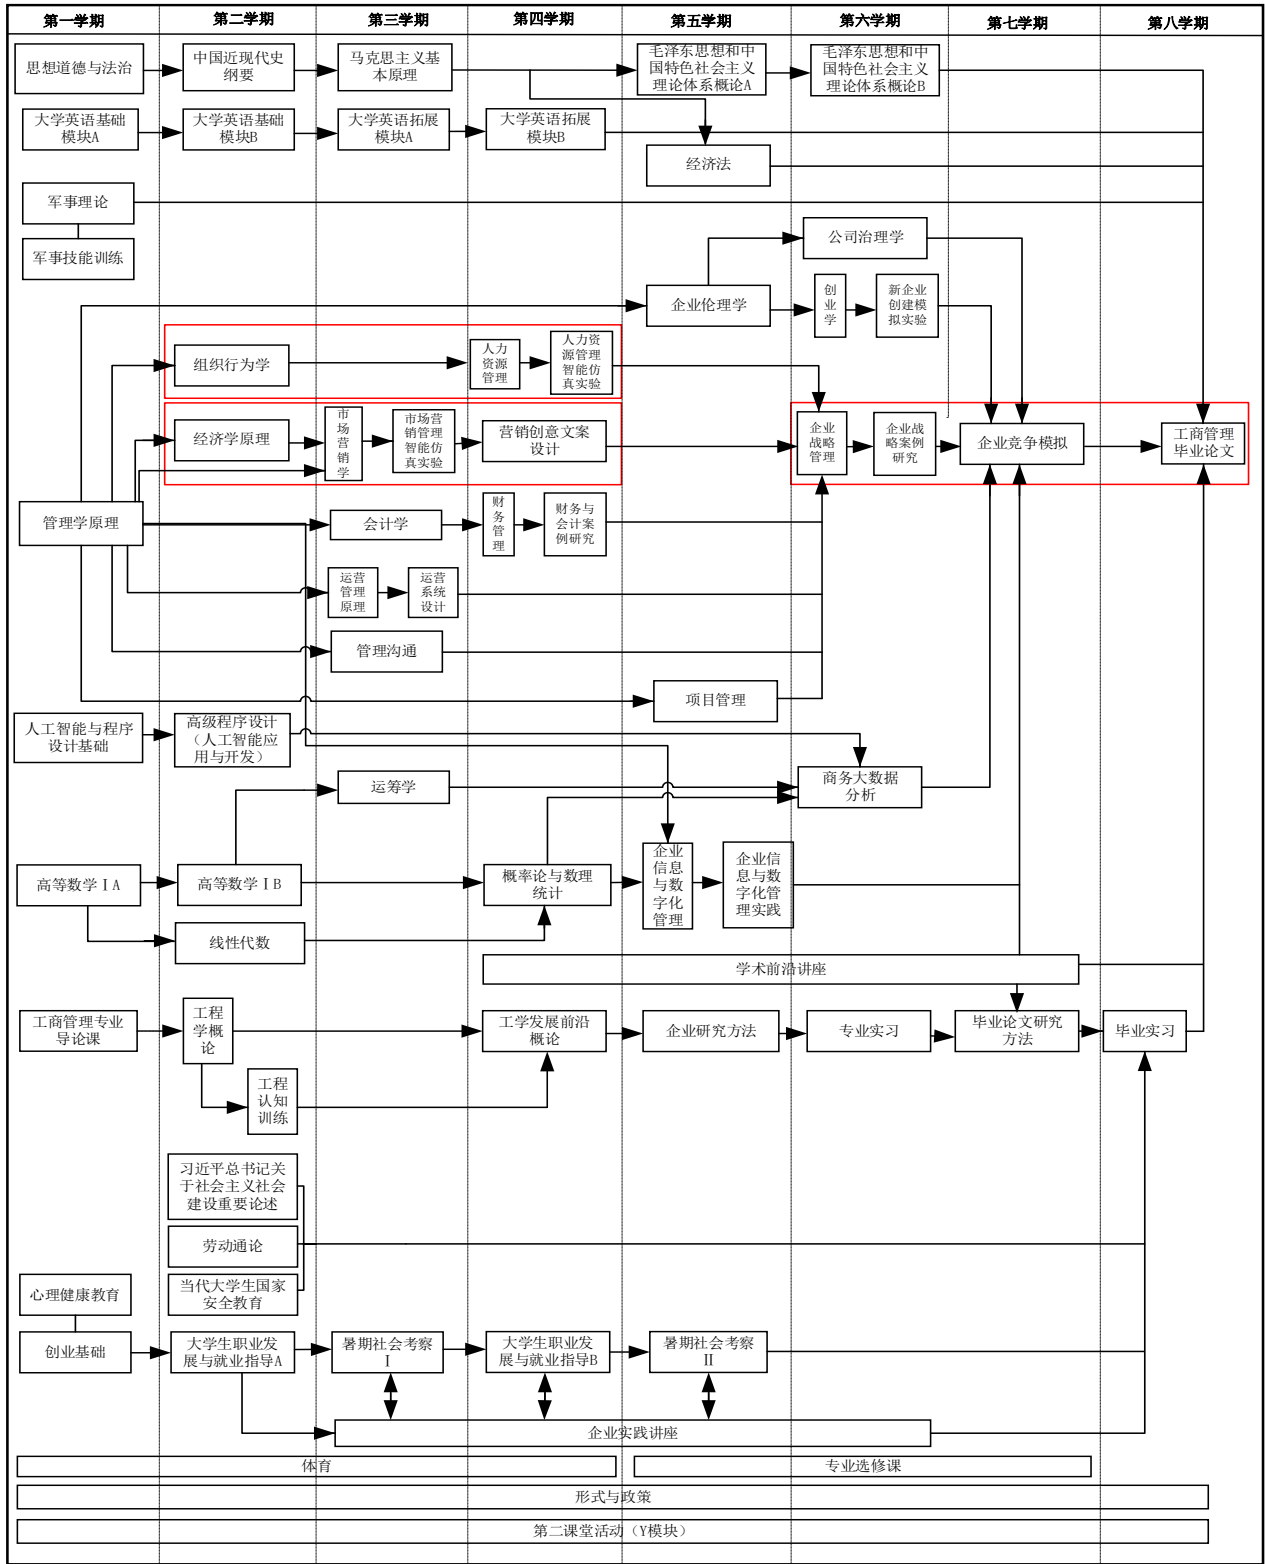 第一学期
第二学期
第三学期
第四学期
第五学期
第六学期
第七学期
第八学期
思想道德与法治
中国近现代史
纲要
马克思主义基
本原理
毛泽东思想和中
国特色社会主义
理论体系概论A
毛泽东思想和中
国特色社会主义
理论体系概论B
大学英语基础
模块A
大学英语基础
模块B
大学英语拓展
模块A
大学英语拓展
模块B
经济法
军事理论
军事技能训练
公司治理学
企业伦理学
创
业
学
新企业
创建模
拟实验
组织行为学
人力
资源
管理
人力资
源管理
智能仿
真实验
经济学原理
市
场
营
销
学
市场营
销管理
智能仿
真实验
营销创意文案
设计
企业
战略
管理
企业战
略案例
研究
企业竞争模拟
工商管理
毕业论文
管理学原理
会计学
财
务
管
理
财务与
会计案
例研究
运营
管理
原理
运营
系统
设计
管理沟通
项目管理
人工智能与程序
设计基础
高级程序设计
（人工智能应
用与开发）
运筹学
商务大数据
分析
高等数学ⅠA
高等数学ⅠB
概率论与数理
统计
企业
信息
与数
字化
管理
企业信
息与数
字化管
理实践
线性代数
学术前沿讲座
工商管理专业
导论课
工程
学概
论
工学发展前沿
概论
企业研究方法
专业实习
毕业论文研究
方法
毕业实习
工程
认知
训练
习近平总书记关
于社会主义社会
建设重要论述
劳动通论
当代大学生国家
安全教育
心理健康教育
创业基础
大学生职业发
展与就业指导A
暑期社会考察
I
大学生职业发
展与就业指导B
暑期社会考察
II
企业实践讲座
体育
专业选修课
形式与政策
第二课堂活动（Y模块）